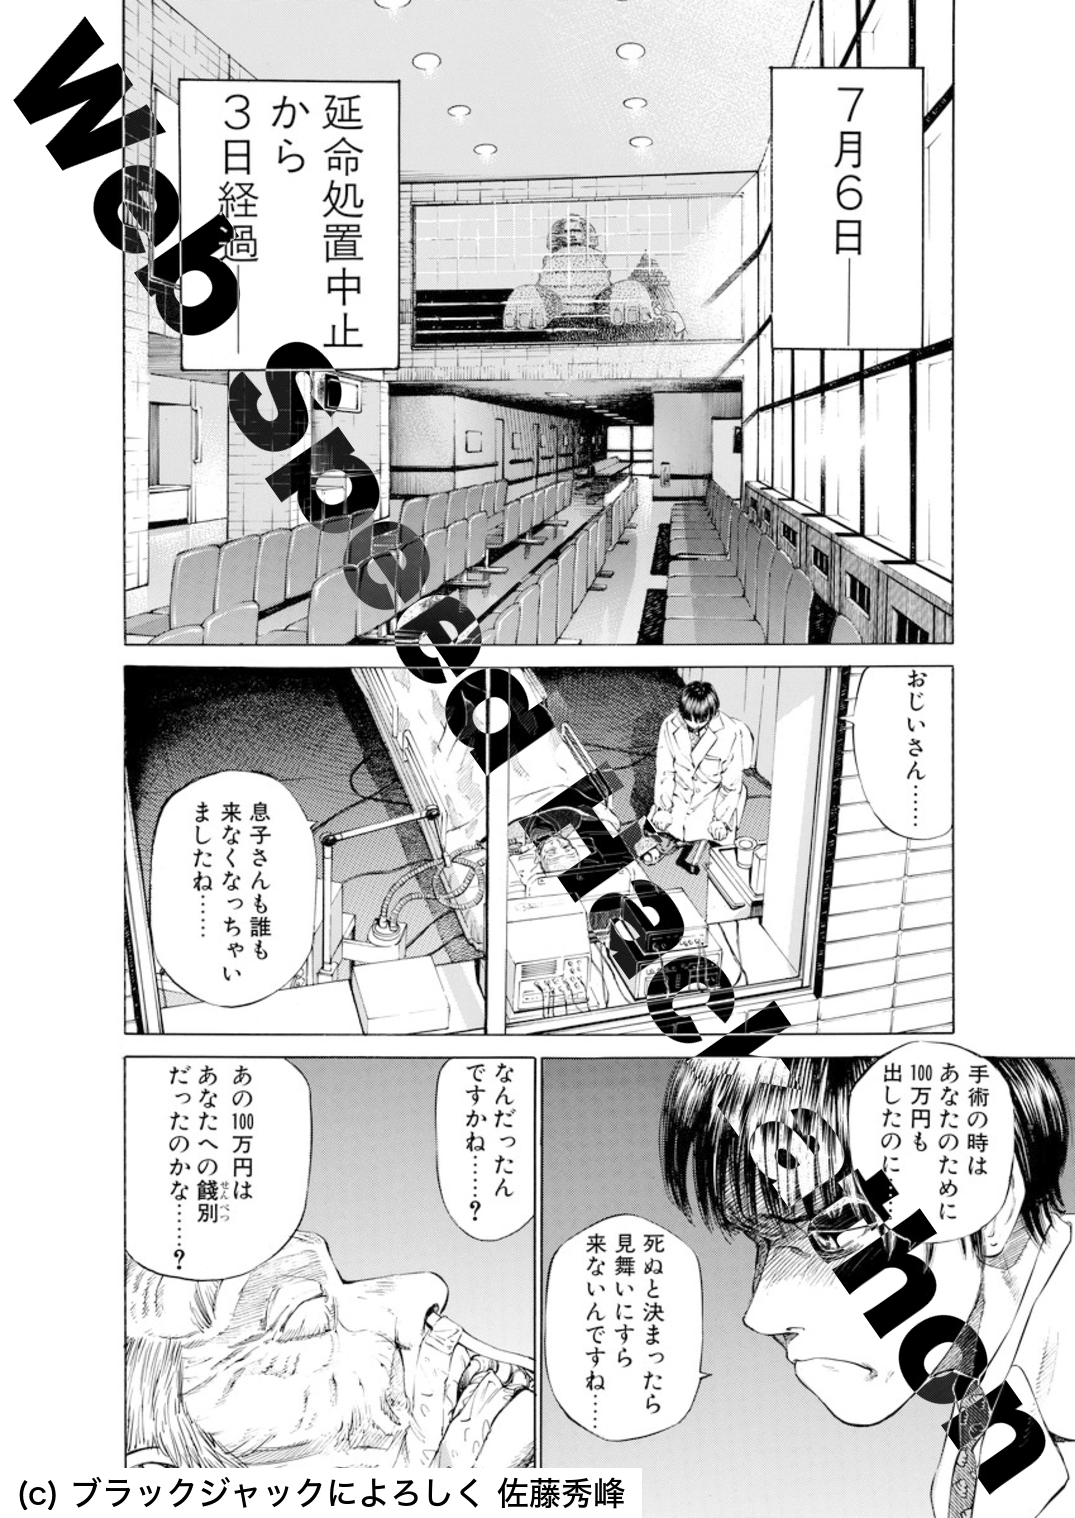 7月6日――
延命処置中止
から
3日経過――
おじいさん……
息子さんも誰も
来なくなっちゃい
ましたね……
手術の時は
あなたのために
100万円も
出したのに……
死ぬと決まったら
見舞いにすら
来ないんですね……
なんだったん
ですかね……?
あの100万円は
あなたへの餞別
せんべつ
だったのかな……?
Web Speed Hackathon
(c) ブラックジャックによろしく 佐藤秀峰